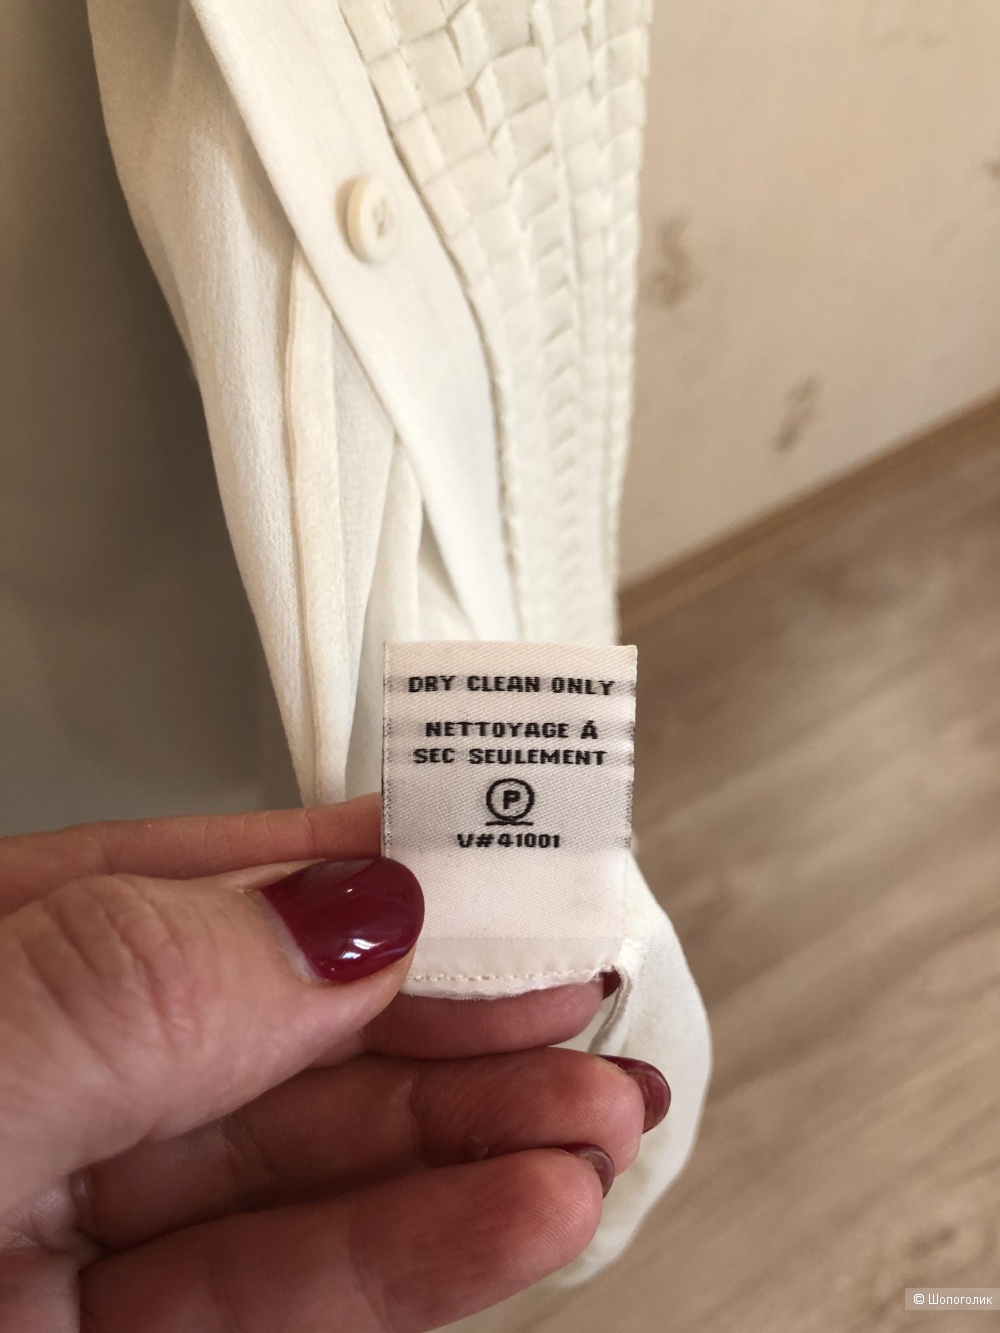 DRY CLEAN ONLY
NETTOYAGE Á
SEC SEULEMENT
P
V#41001
© Шопоголик